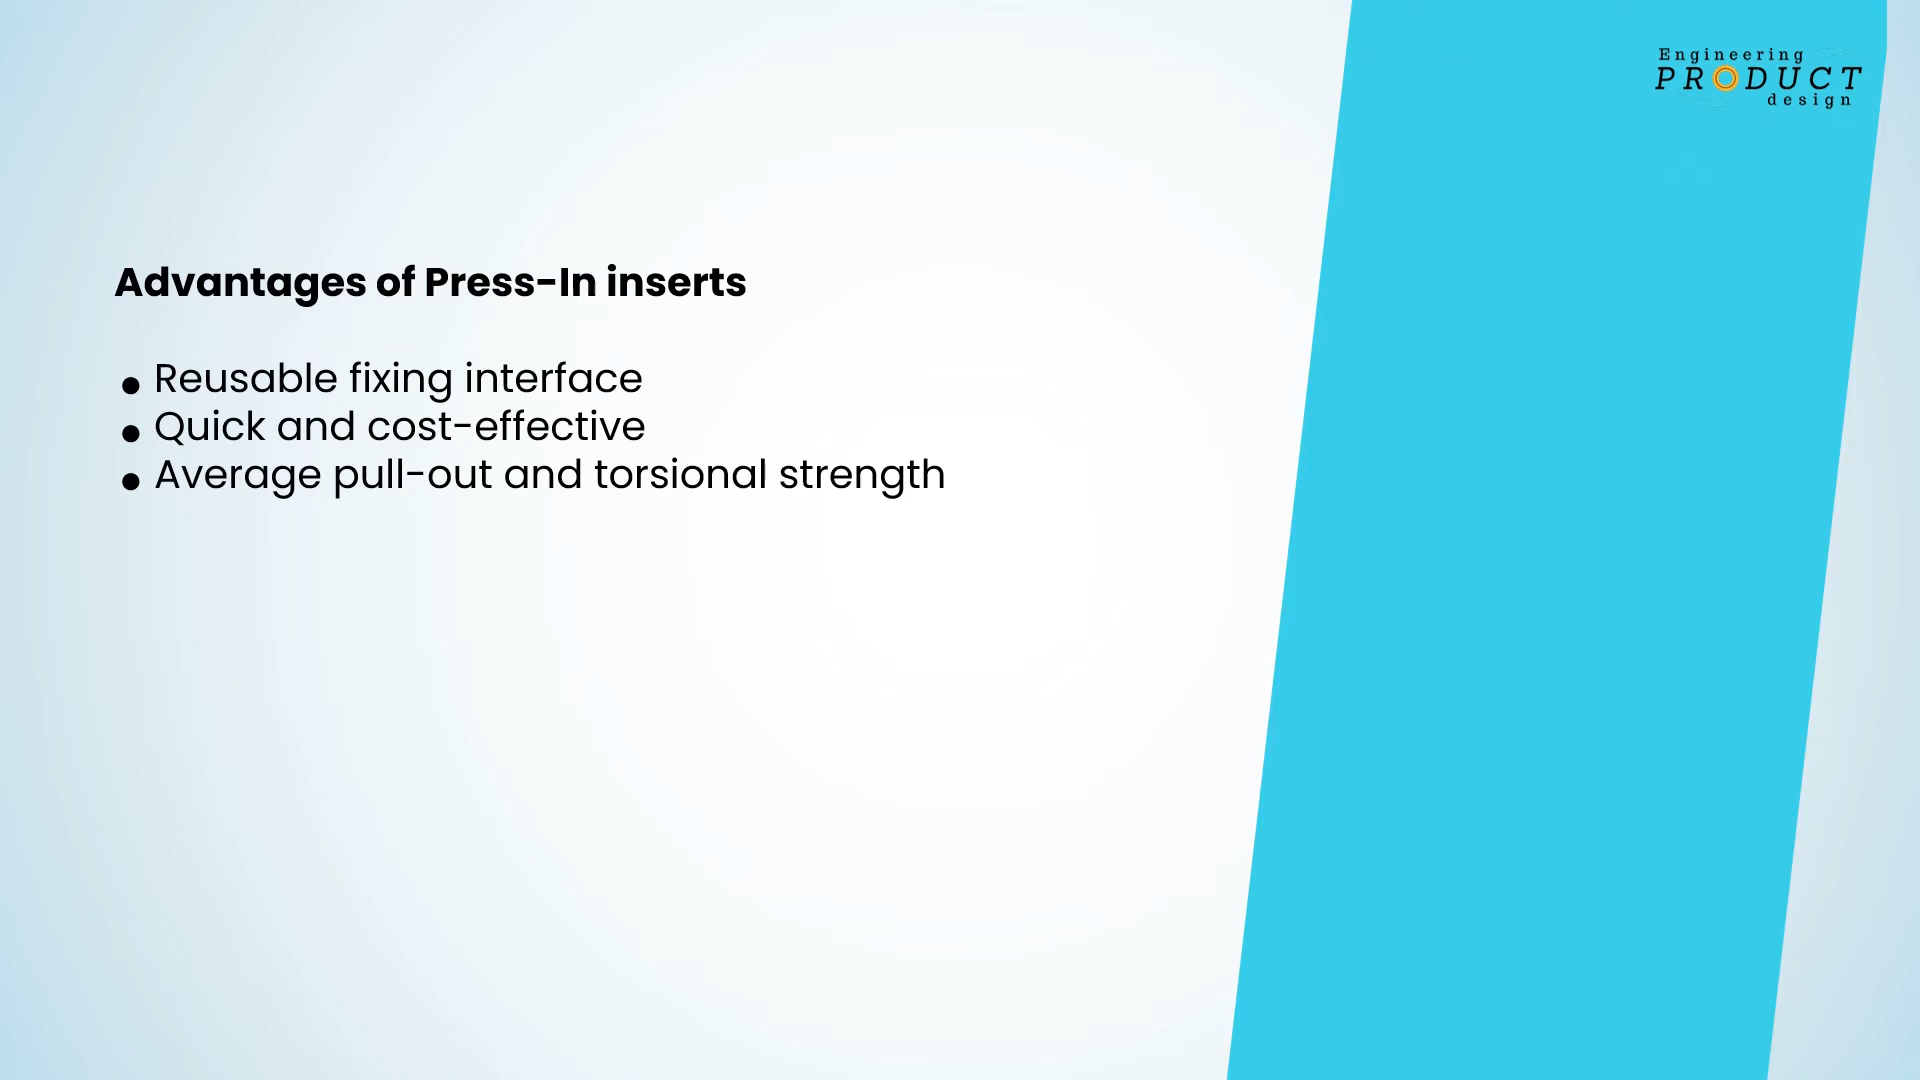 Engineering
PRODUCT
design
Advantages of Press-In inserts
● Reusable fixing interface
● Quick and cost-effective
● Average pull-out and torsional strength